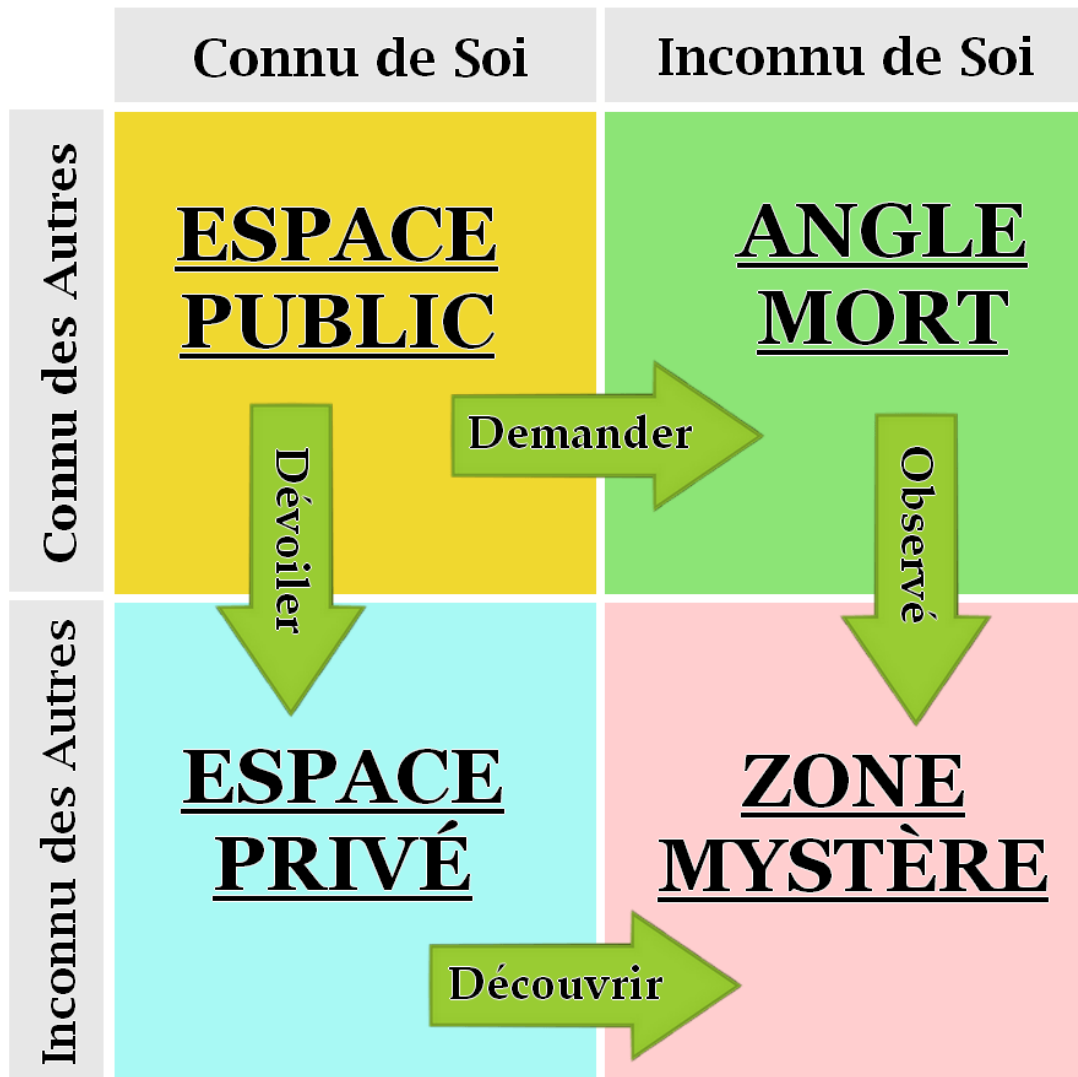 Connu de Soi
Inconnu de Soi
Connu des Autres
ESPACE
PUBLIC
ANGLE
MORT
Demander
Dévoiler
Observé
Inconnu des Autres
ESPACE
PRIVÉ
ZONE
MYSTÈRE
Découvrir